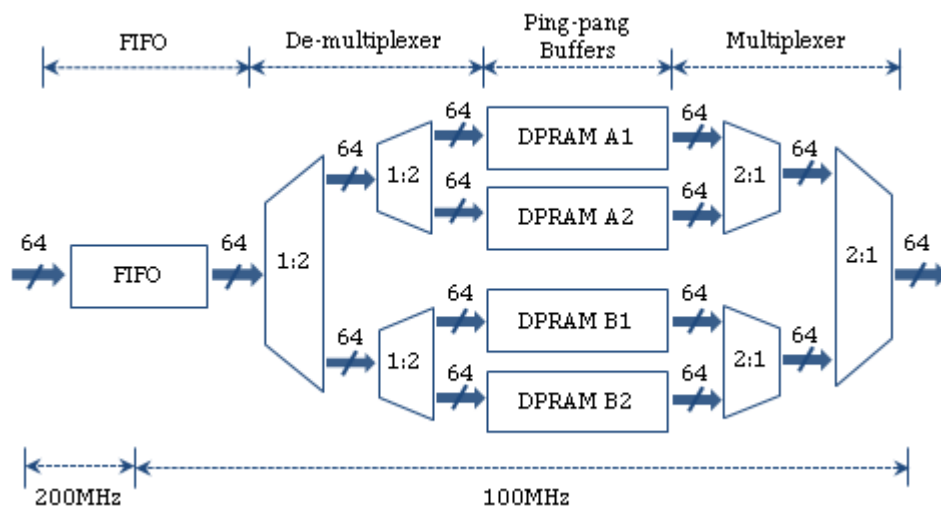 FIFO
De-multiplexer
Ping-pang
Buffers
Multiplexer
64
64
64
64
64
DPRAM A1
1:2
2:1
64
64
DPRAM A2
64
64
FIFO
1:2
2:1
64
64
64
DPRAM B1
64
64
64
1:2
2:1
64
64
DPRAM B2
200MHz
100MHz